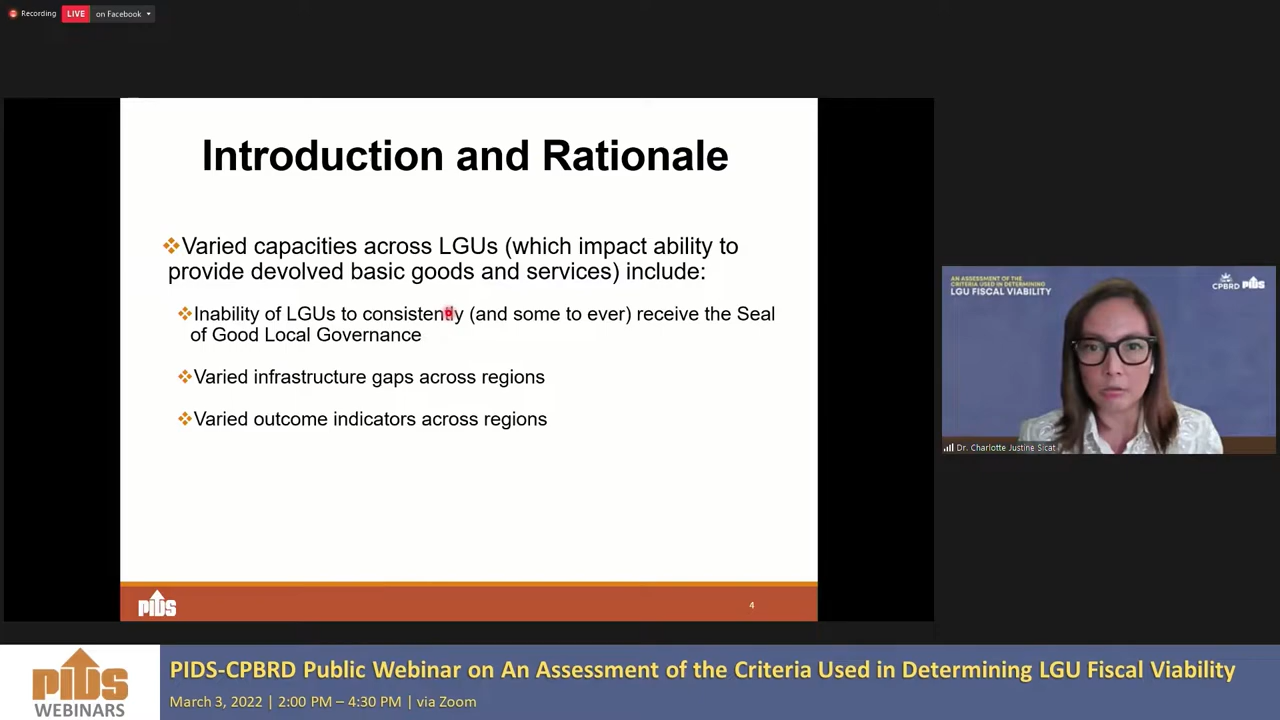 Recording LIVE on Facebook
Introduction and Rationale
Varied capacities across LGUs (which impact ability to
provide devolved basic goods and services) include:
Inability of LGUs to consistently (and some to ever) receive the Seal
of Good Local Governance
Varied infrastructure gaps across regions
Varied outcome indicators across regions
PIDS
4
AN ASSESSMENT OF THE
CRITERIA USED IN DETERMINING
LGU FISCAL VIABILITY
CPBRD PIDS
Dr. Charlotte Justine Sicat
PIDS
WEBINARS
PIDS-CPBRD Public Webinar on An Assessment of the Criteria Used in Determining LGU Fiscal Viability
March 3, 2022 | 2:00 PM – 4:30 PM | via Zoom